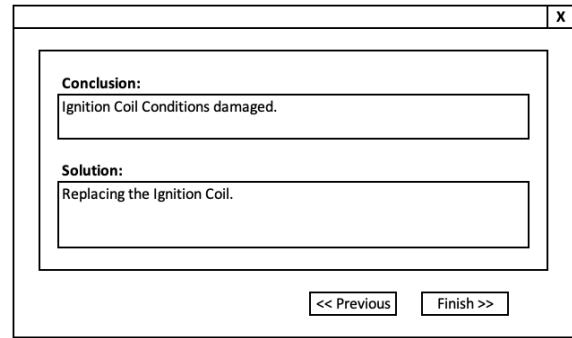 X
Conclusion:
Ignition Coil Conditions damaged.
Solution:
Replacing the Ignition Coil.
<< Previous
Finish >>